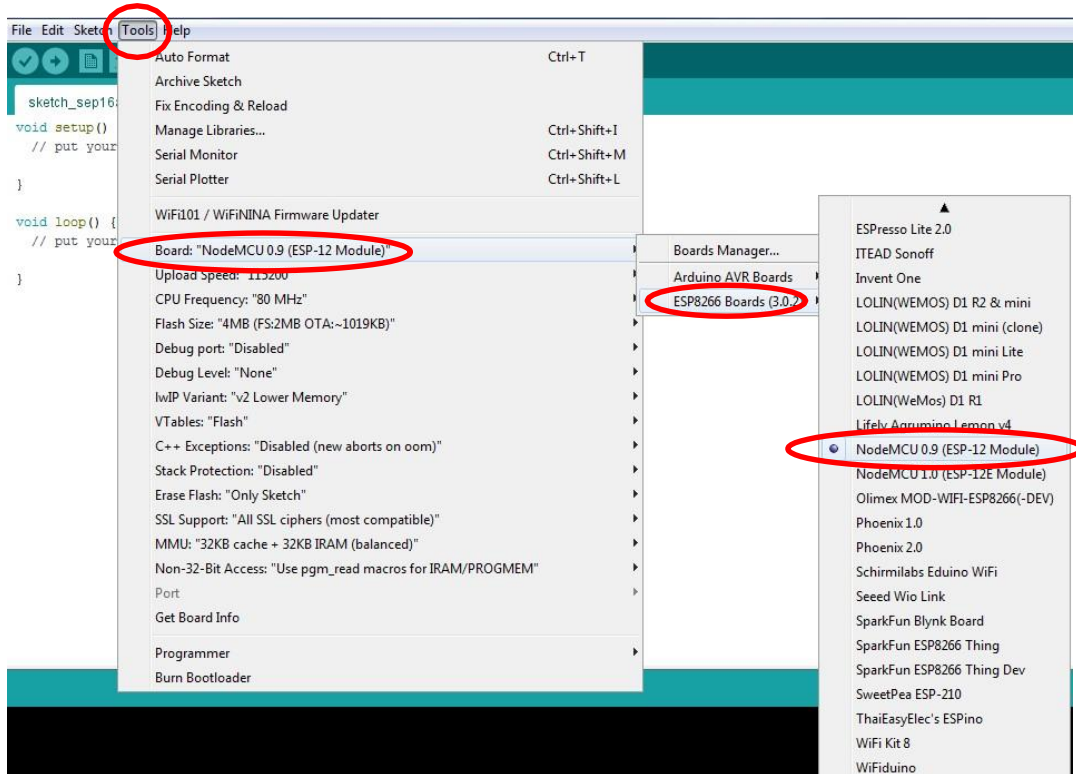 File Edit Sketch Tools Help
sketch_sep16a
void setup()
// put your
}
void loop() {
// put your
}
Auto Format Ctrl+T
Archive Sketch
Fix Encoding & Reload
Manage Libraries... Ctrl+Shift+I
Serial Monitor Ctrl+Shift+M
Serial Plotter Ctrl+Shift+L
WiFi101 / WiFiNINA Firmware Updater
Board: "NodeMCU 0.9 (ESP-12 Module)"
Upload Speed: "115200"
CPU Frequency: "80 MHz"
Flash Size: "4MB (FS:2MB OTA:~1019KB)"
Debug port: "Disabled"
Debug Level: "None"
lwIP Variant: "v2 Lower Memory"
VTables: "Flash"
C++ Exceptions: "Disabled (new aborts on oom)"
Stack Protection: "Disabled"
Erase Flash: "Only Sketch"
SSL Support: "All SSL ciphers (most compatible)"
MMU: "32KB cache + 32KB IRAM (balanced)"
Non-32-Bit Access: "Use pgm_read macros for IRAM/PROGMEM"
Port
Get Board Info
Programmer
Burn Bootloader
Boards Manager...
Arduino AVR Boards
ESP8266 Boards (3.0.2)
ESPresso Lite 2.0
ITEAD Sonoff
Invent One
LOLIN(WEMOS) D1 R2 & mini
LOLIN(WEMOS) D1 mini (clone)
LOLIN(WEMOS) D1 mini Lite
LOLIN(WEMOS) D1 mini Pro
LOLIN(WeMos) D1 R1
Lifely Agrumino Lemon v4
NodeMCU 0.9 (ESP-12 Module)
NodeMCU 1.0 (ESP-12E Module)
Olimex MOD-WIFI-ESP8266(-DEV)
Phoenix 1.0
Phoenix 2.0
Schirmilabs Eduino WiFi
Seeed Wio Link
SparkFun Blynk Board
SparkFun ESP8266 Thing
SparkFun ESP8266 Thing Dev
SweetPea ESP-210
ThaiEasyElec's ESPino
WiFi Kit 8
WiFiduino